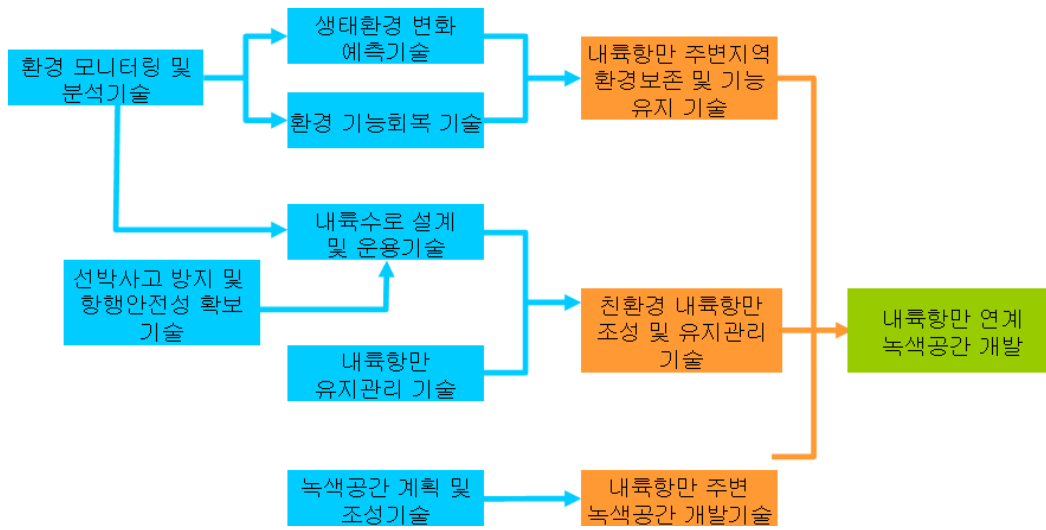 생태환경 변화
예측기술
환경 모니터링 및
분석기술
환경 기능회복 기술
내륙항만 주변지역
환경보존 및 기능
유지 기술
내륙수로 설계
및 운용기술
선박사고 방지 및
항행안전성 확보
기술
내륙항만
유지관리 기술
친환경 내륙항만
조성 및 유지관리
기술
내륙항만 연계
녹색공간 개발
녹색공간 계획 및
조성기술
내륙항만 주변
녹색공간 개발기술